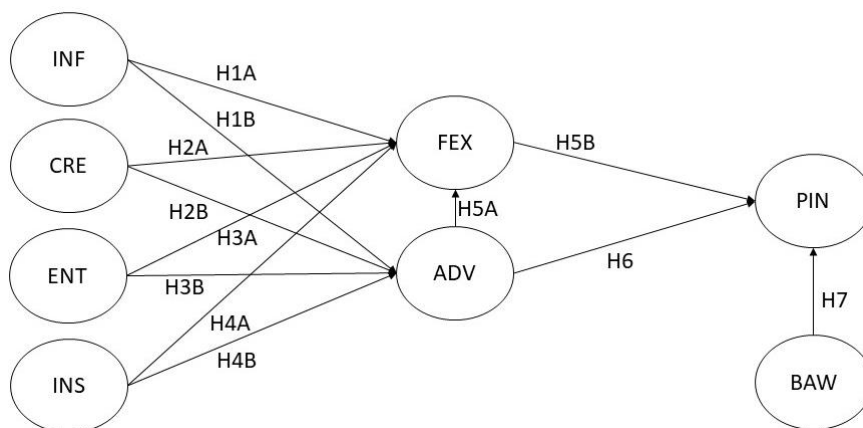 INF
H1A
H1B
FEX
H5B
CRE
H2A
PIN
H2B
H5A
H3A
ENT
H3B
ADV
H6
H7
H4A
H4B
INS
BAW